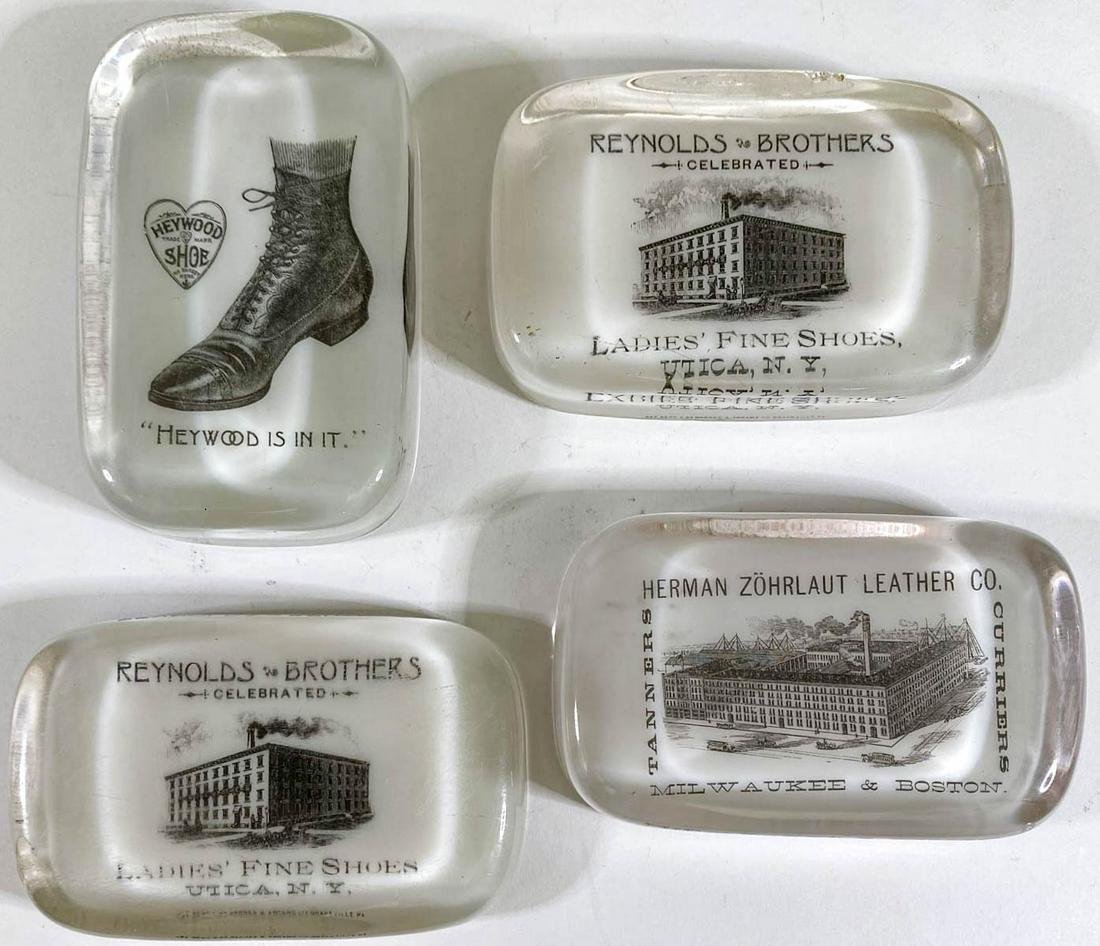 HEYWOOD
TRADE MARK
SHOE
"HEYWOOD IS IN IT."
REYNOLDS BROTHERS
CELEBRATED
LADIES' FINE SHOES,
UTICA, N. Y,
REYNOLDS BROTHERS
CELEBRATED
LADIES' FINE SHOES
UTICA, N. Y.
HERMAN ZÖHRLAUT LEATHER CO.
TANNERS
CURRIERS
MILWAUKEE & BOSTON.